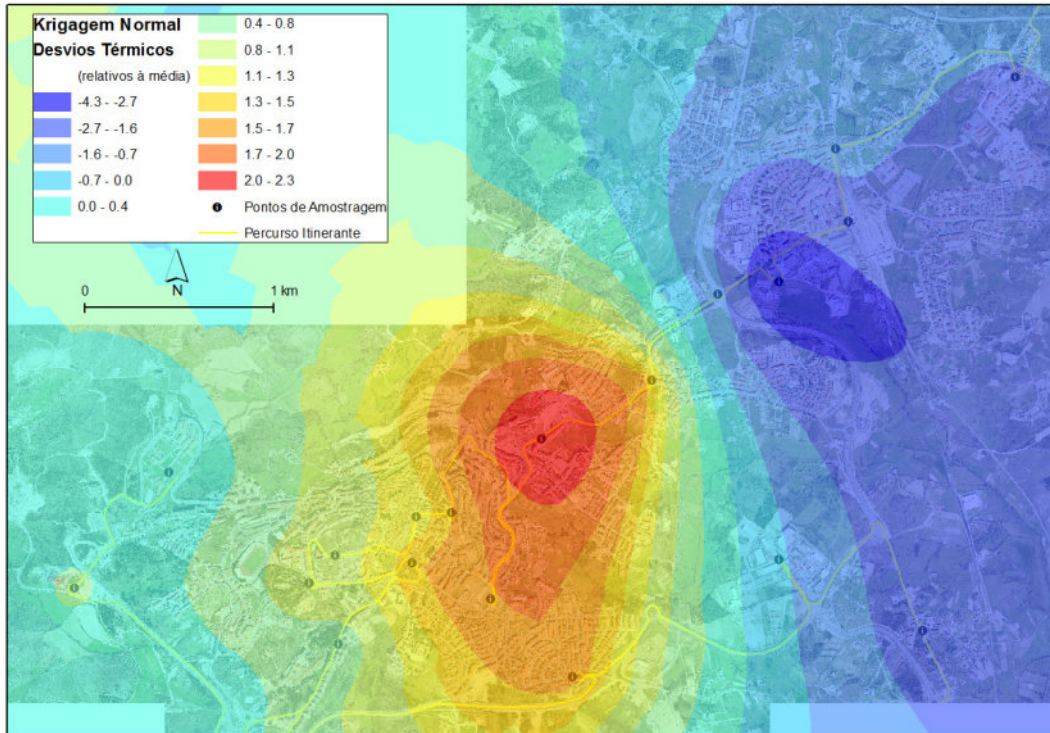 Krigagem Normal
Desvios Térmicos
(relativos à média)
-4.3 - -2.7
-2.7 - -1.6
-1.6 - -0.7
-0.7 - 0.0
0.0 - 0.4
0.4 - 0.8
0.8 - 1.1
1.1 - 1.3
1.3 - 1.5
1.5 - 1.7
1.7 - 2.0
2.0 - 2.3
Pontos de Amostragem
Percurso Itinerante
N
0 1 km